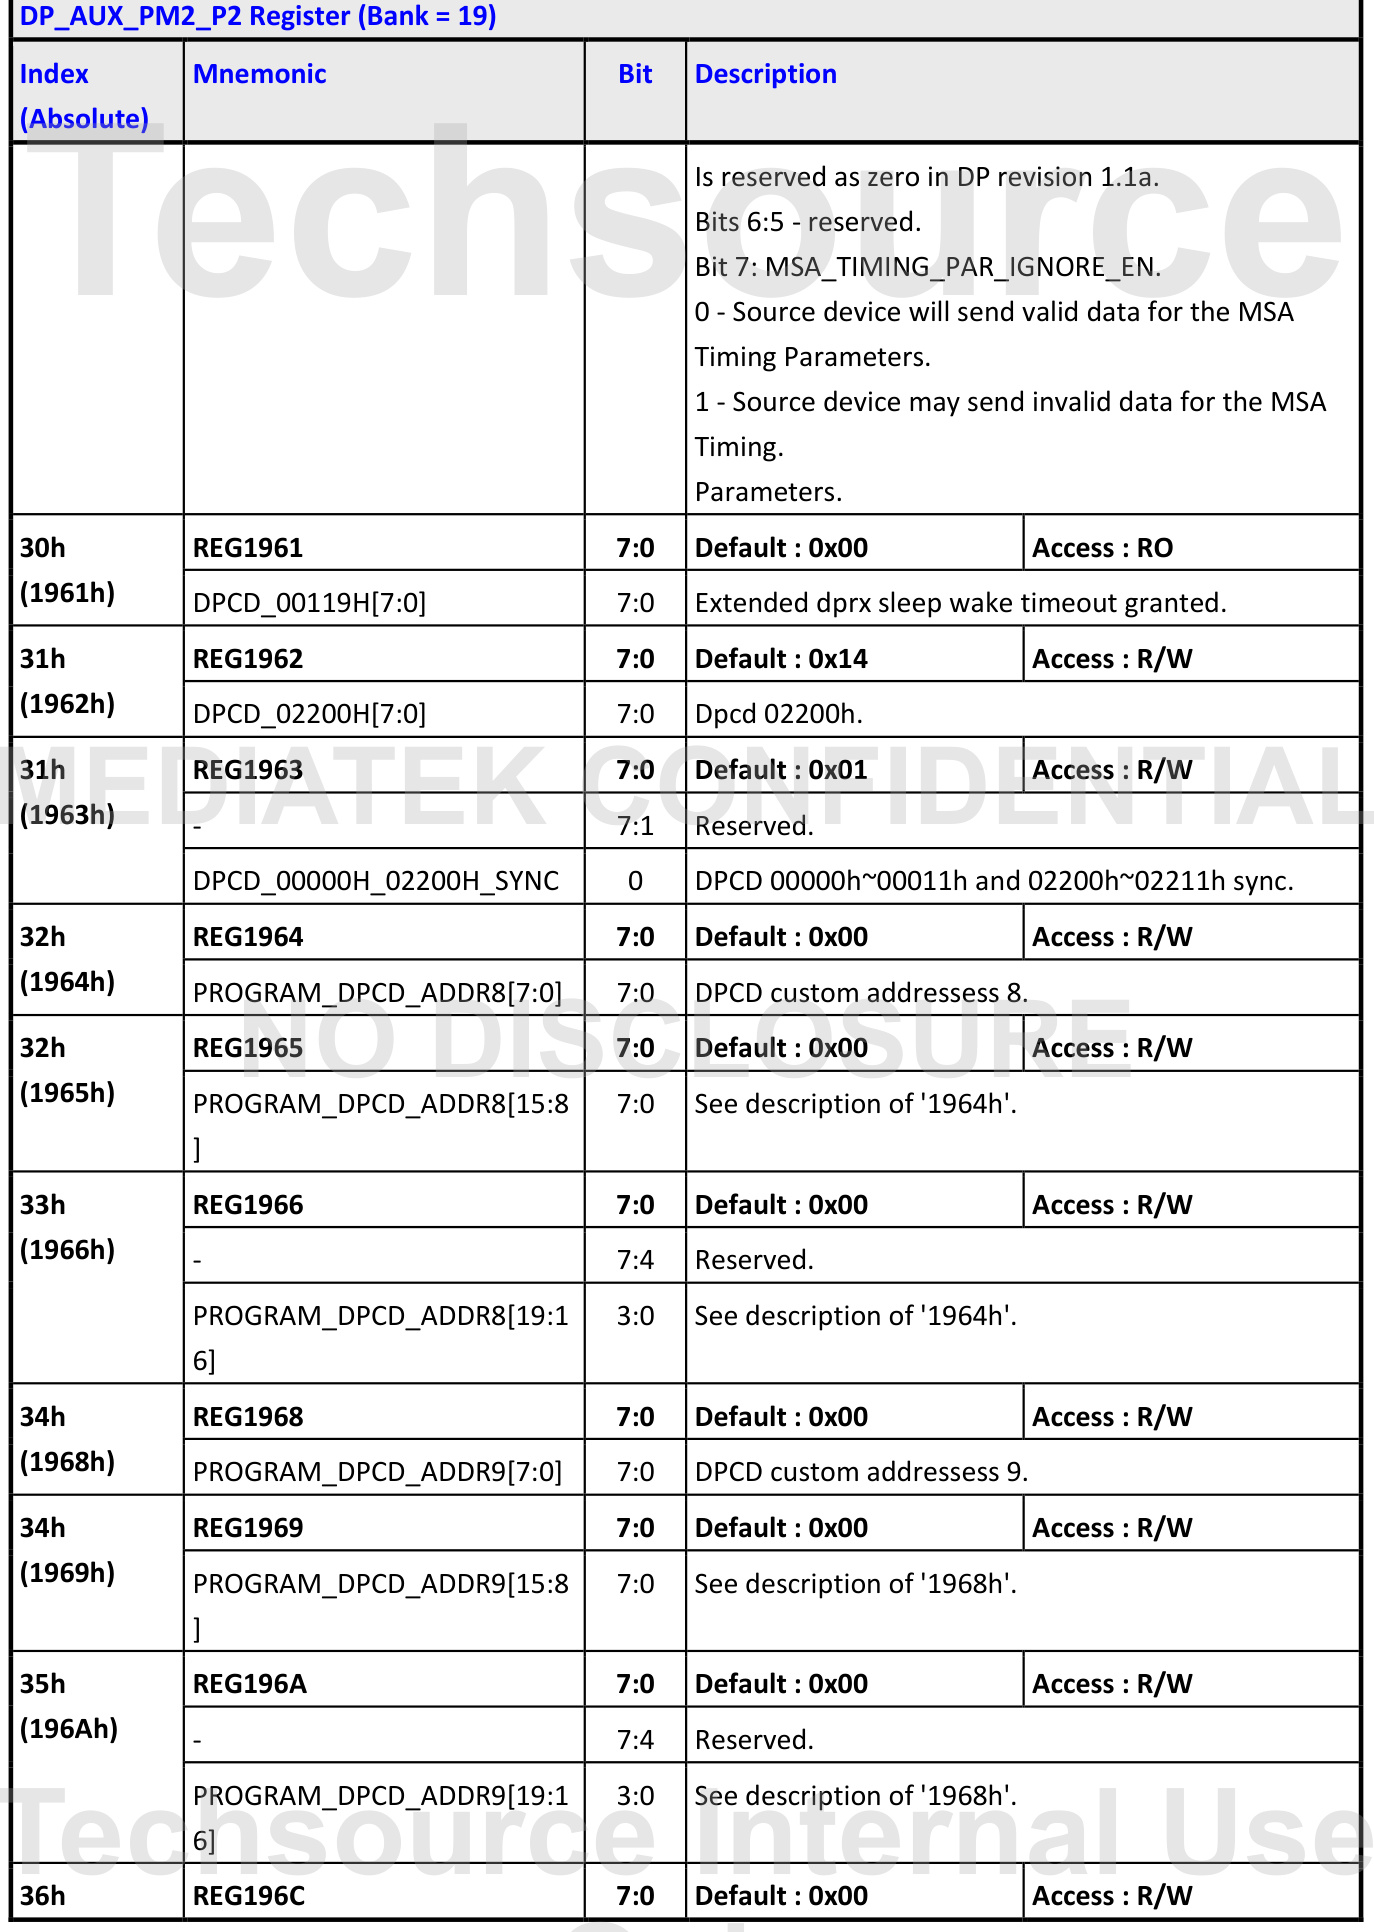 DP_AUX_PM2_P2 Register (Bank = 19)
Index (Absolute) Mnemonic Bit Description
Is reserved as zero in DP revision 1.1a.
Bits 6:5 - reserved.
Bit 7: MSA_TIMING_PAR_IGNORE_EN.
0 - Source device will send valid data for the MSA
Timing Parameters.
1 - Source device may send invalid data for the MSA
Timing.
Parameters.
30h REG1961 7:0 Default : 0x00 Access : RO
(1961h) DPCD_00119H[7:0] 7:0 Extended dprx sleep wake timeout granted.
31h REG1962 7:0 Default : 0x14 Access : R/W
(1962h) DPCD_02200H[7:0] 7:0 Dpcd 02200h.
31h REG1963 7:0 Default : 0x01 Access : R/W
(1963h) - 7:1 Reserved.
DPCD_00000H_02200H_SYNC 0 DPCD 00000h~00011h and 02200h~02211h sync.
32h REG1964 7:0 Default : 0x00 Access : R/W
(1964h) PROGRAM_DPCD_ADDR8[7:0] 7:0 DPCD custom addressess 8.
32h REG1965 7:0 Default : 0x00 Access : R/W
(1965h) PROGRAM_DPCD_ADDR8[15:8 7:0 See description of '1964h'.
]
33h REG1966 7:0 Default : 0x00 Access : R/W
(1966h) - 7:4 Reserved.
PROGRAM_DPCD_ADDR8[19:1 3:0 See description of '1964h'.
6]
34h REG1968 7:0 Default : 0x00 Access : R/W
(1968h) PROGRAM_DPCD_ADDR9[7:0] 7:0 DPCD custom addressess 9.
34h REG1969 7:0 Default : 0x00 Access : R/W
(1969h) PROGRAM_DPCD_ADDR9[15:8 7:0 See description of '1968h'.
]
35h REG196A 7:0 Default : 0x00 Access : R/W
(196Ah) - 7:4 Reserved.
PROGRAM_DPCD_ADDR9[19:1 3:0 See description of '1968h'.
6]
36h REG196C 7:0 Default : 0x00 Access : R/W
Techsource
MEDIATEK CONFIDENTIAL
NO DISCLOSURE
Techsource Internal Use